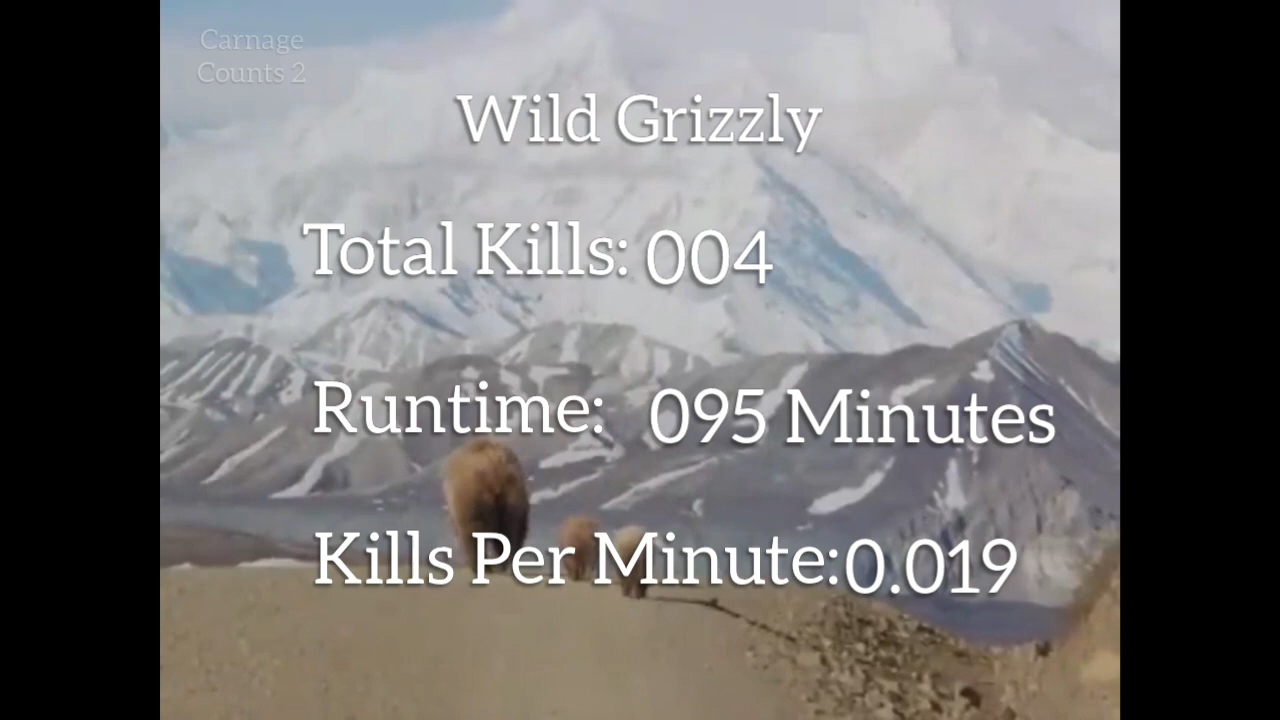 Carnage
Counts 2
Wild Grizzly
Total Kills: 004
Runtime: 095 Minutes
Kills Per Minute:0.019